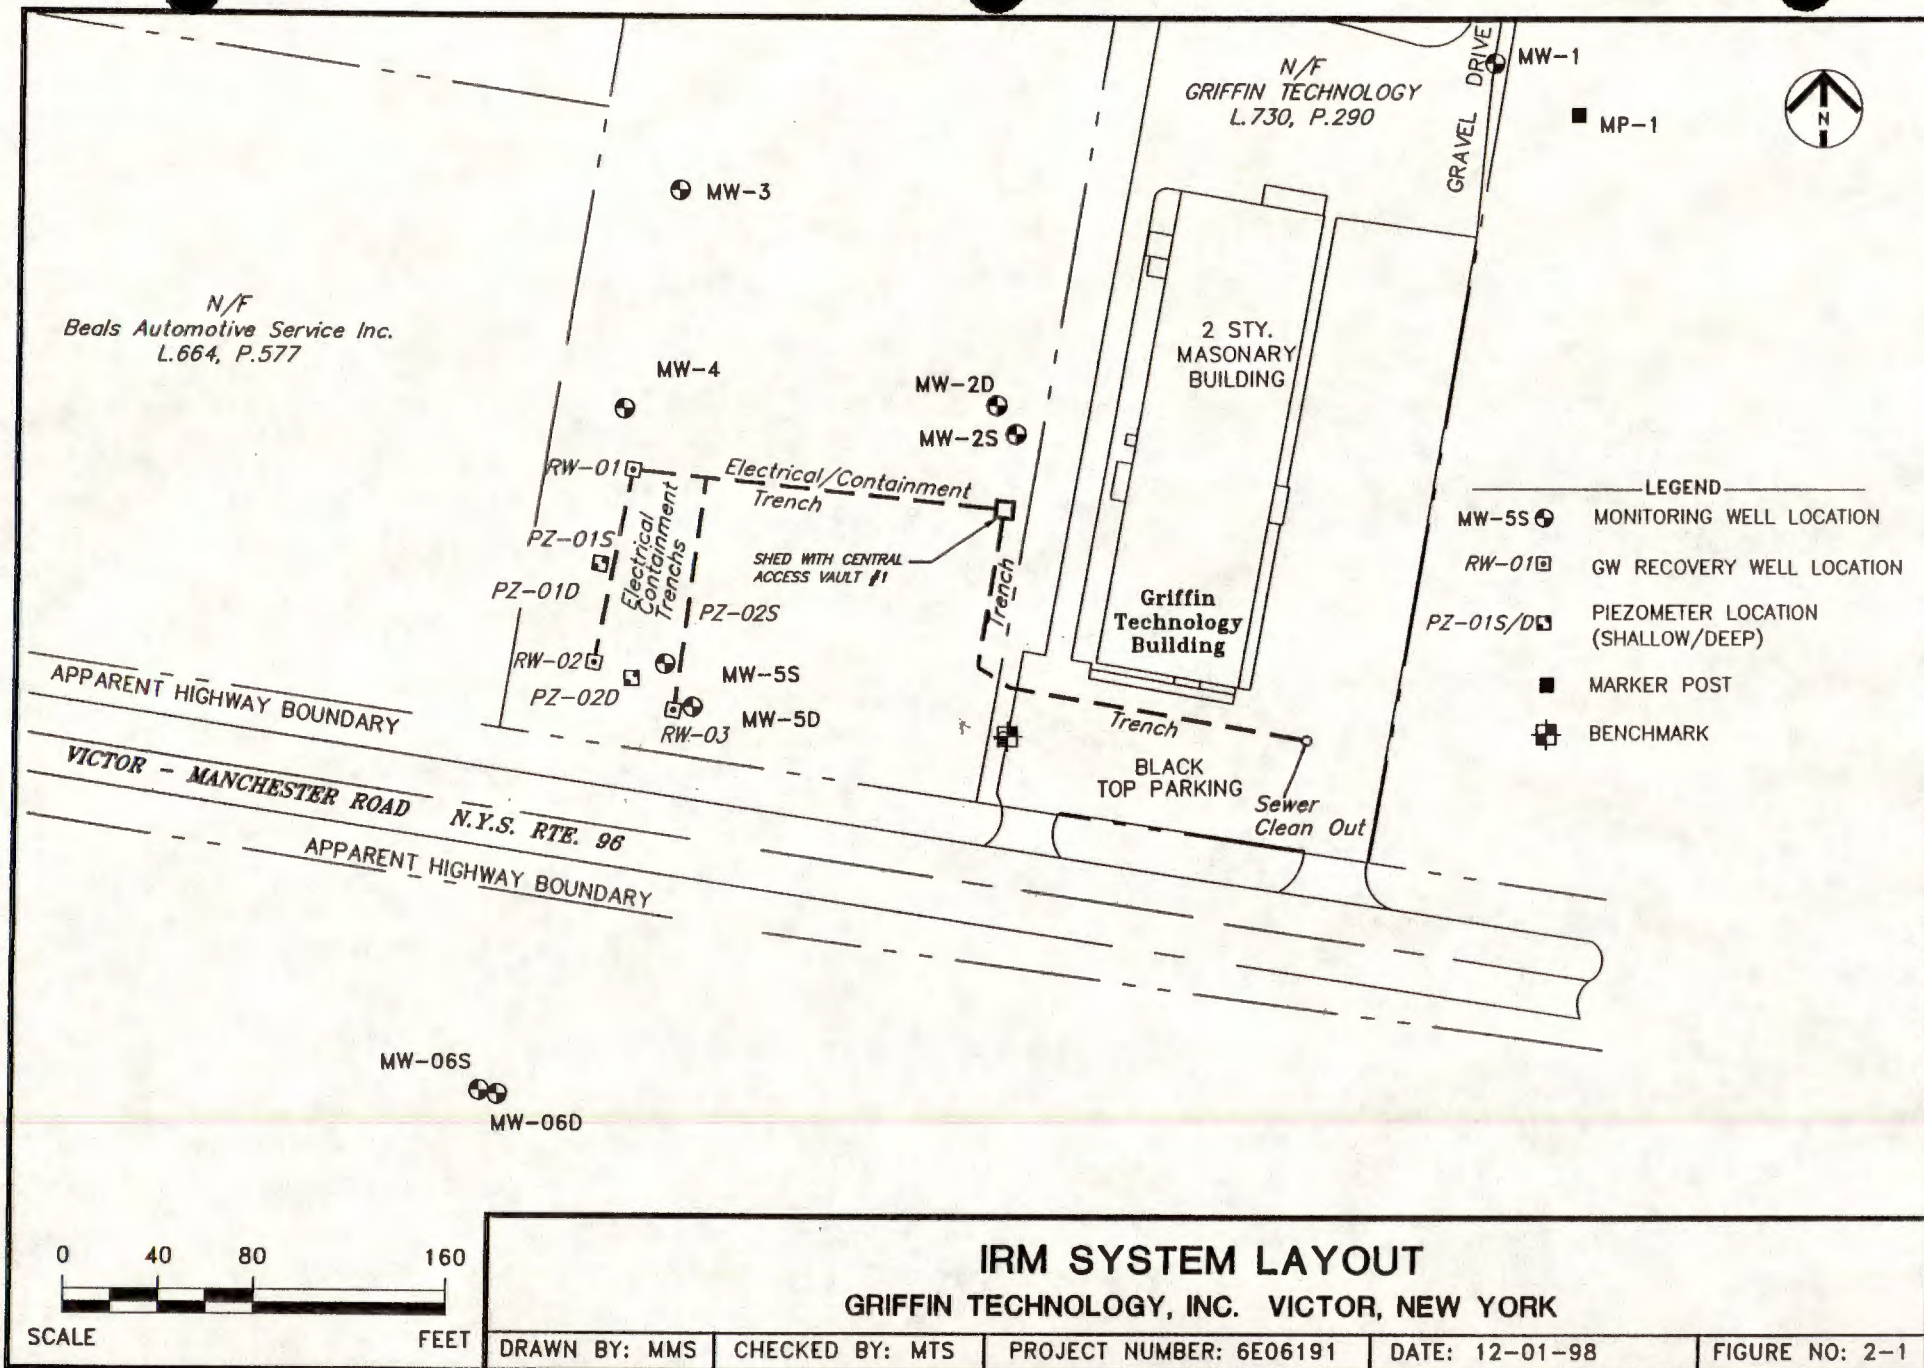 N/F
GRIFFIN TECHNOLOGY
L.730, P.290
GRAVEL DRIVE
MW-1
MP-1
N
MW-3
N/F
Beals Automotive Service Inc.
L.664, P.577
2 STY.
MASONARY
BUILDING
MW-4
MW-2D
MW-2S
RW-01
Electrical/Containment
Trench
Electrical
Containment
Trenchs
PZ-01S
PZ-01D
SHED WITH CENTRAL
ACCESS VAULT #1
Trench
PZ-02S
Griffin
Technology
Building
RW-02
MW-5S
PZ-02D
MW-5D
RW-03
Trench
BLACK
TOP PARKING
Sewer
Clean Out
LEGEND
MW-5S MONITORING WELL LOCATION
RW-01 GW RECOVERY WELL LOCATION
PZ-01S/D PIEZOMETER LOCATION
(SHALLOW/DEEP)
MARKER POST
BENCHMARK
APPARENT HIGHWAY BOUNDARY
VICTOR - MANCHESTER ROAD N.Y.S. RTE. 96
APPARENT HIGHWAY BOUNDARY
MW-06S
MW-06D
0 40 80 160
SCALE FEET
IRM SYSTEM LAYOUT
GRIFFIN TECHNOLOGY, INC. VICTOR, NEW YORK
DRAWN BY: MMS CHECKED BY: MTS PROJECT NUMBER: 6E06191 DATE: 12-01-98 FIGURE NO: 2-1